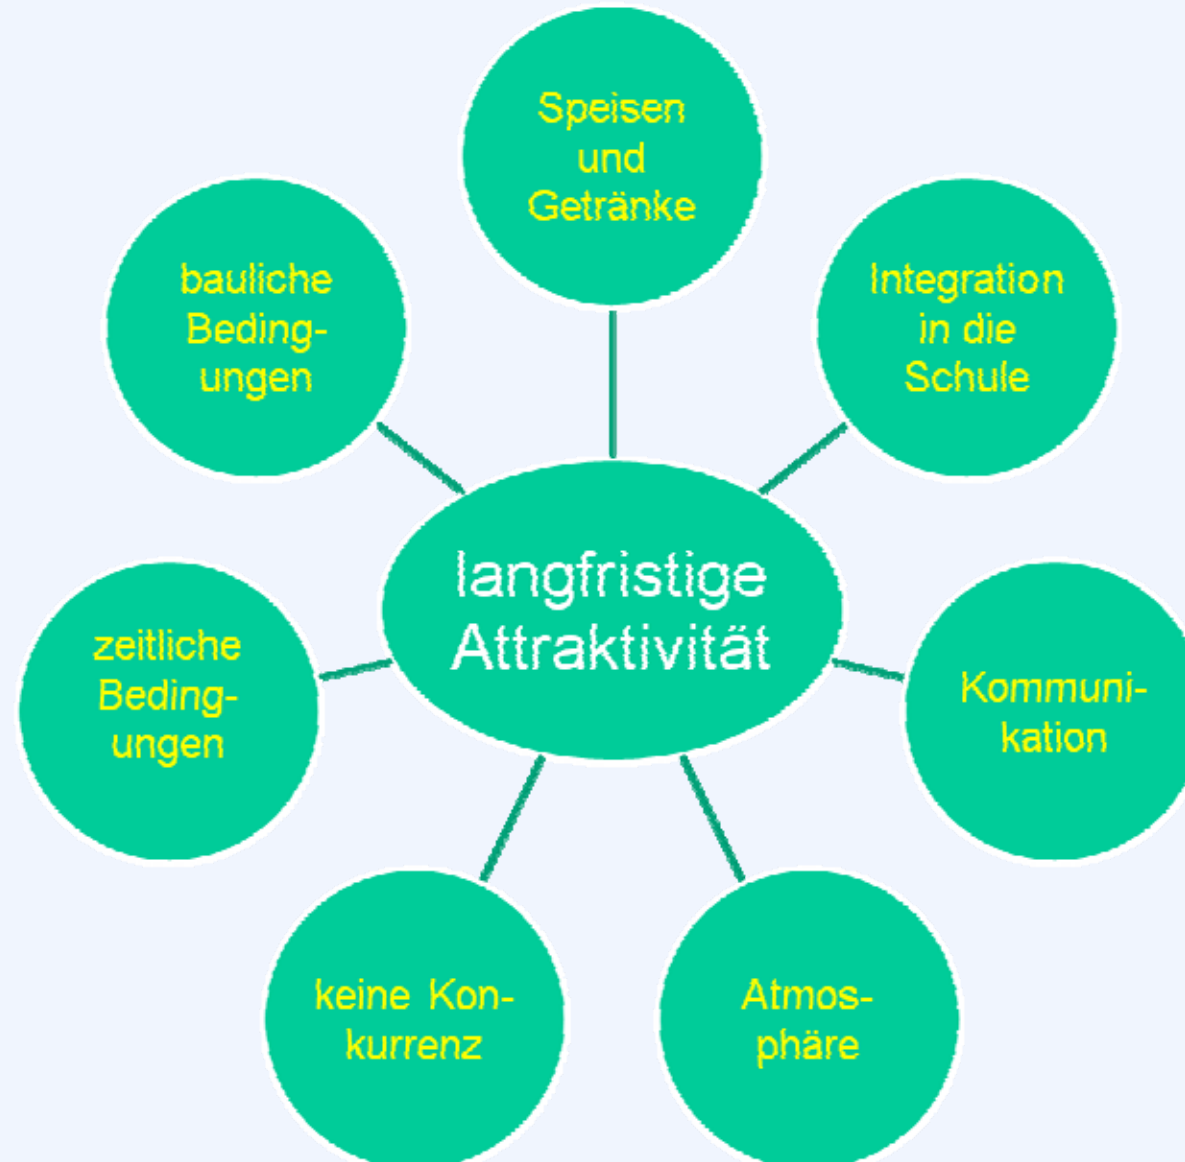 Speisen
und
Getränke
Integration
in die
Schule
Kommuni-
kation
Atmos-
phäre
keine Kon-
kurrenz
zeitliche
Beding-
ungen
bauliche
Beding-
ungen
langfristige
Attraktivität